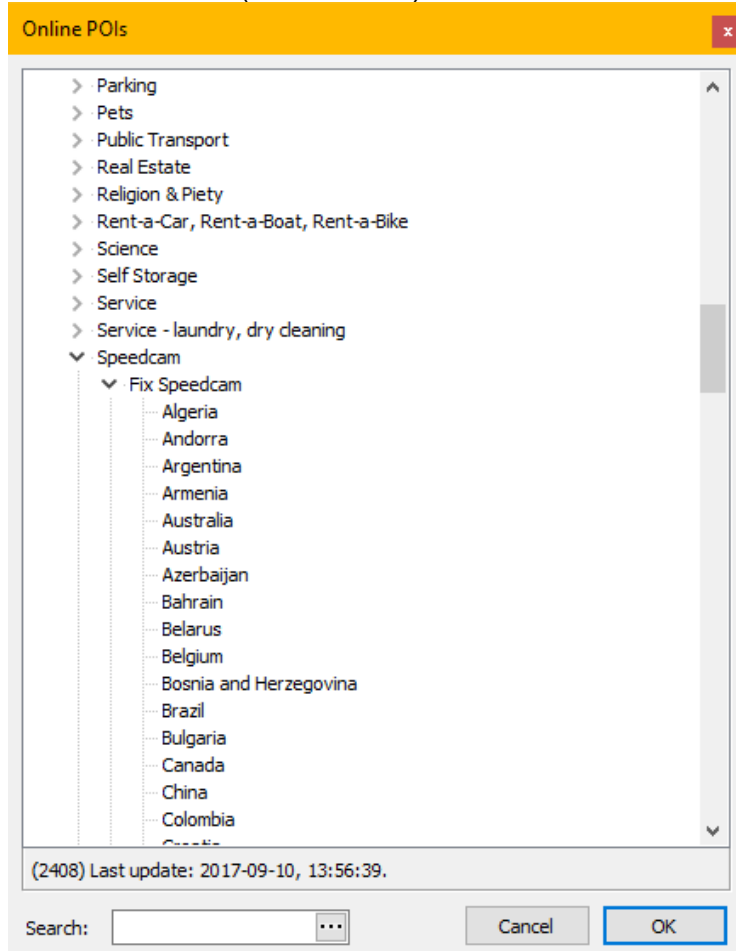 Online POIs
x
Parking
Pets
Public Transport
Real Estate
Religion & Piety
Rent-a-Car, Rent-a-Boat, Rent-a-Bike
Science
Self Storage
Service
Service - laundry, dry cleaning
Speedcam
Fix Speedcam
Algeria
Andorra
Argentina
Armenia
Australia
Austria
Azerbaijan
Bahrain
Belarus
Belgium
Bosnia and Herzegovina
Brazil
Bulgaria
Canada
China
Colombia
(2408) Last update: 2017-09-10, 13:56:39.
Search: ... Cancel OK